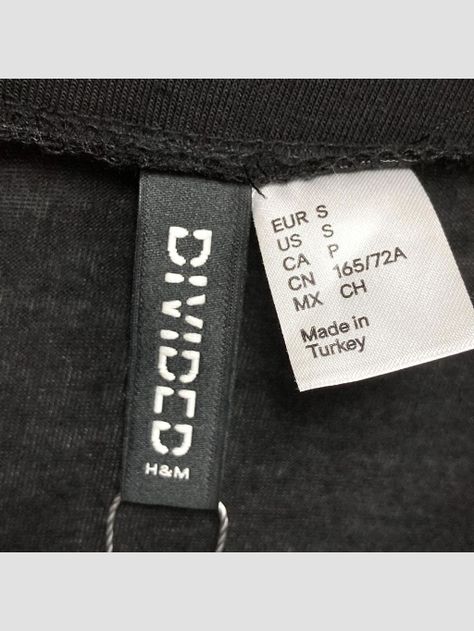 DIVIDED
H&M
EUR S
US S
CA P
CN 165/72A
MX CH
Made in
Turkey